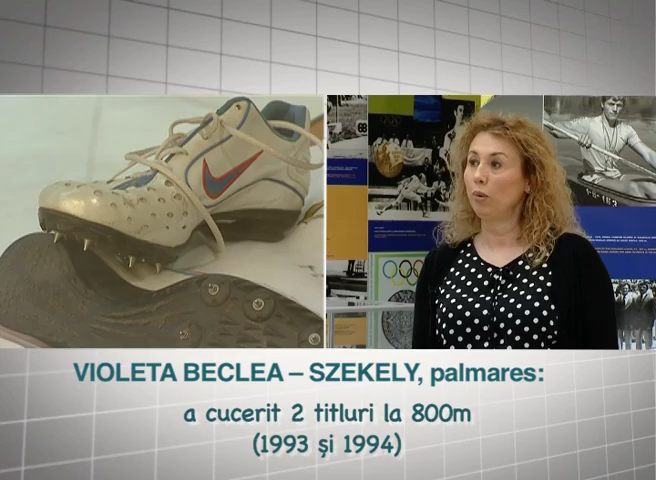 VIOLETA BECLEA – SZEKELY, palmares:
a cucerit 2 titluri la 800m
(1993 şi 1994)